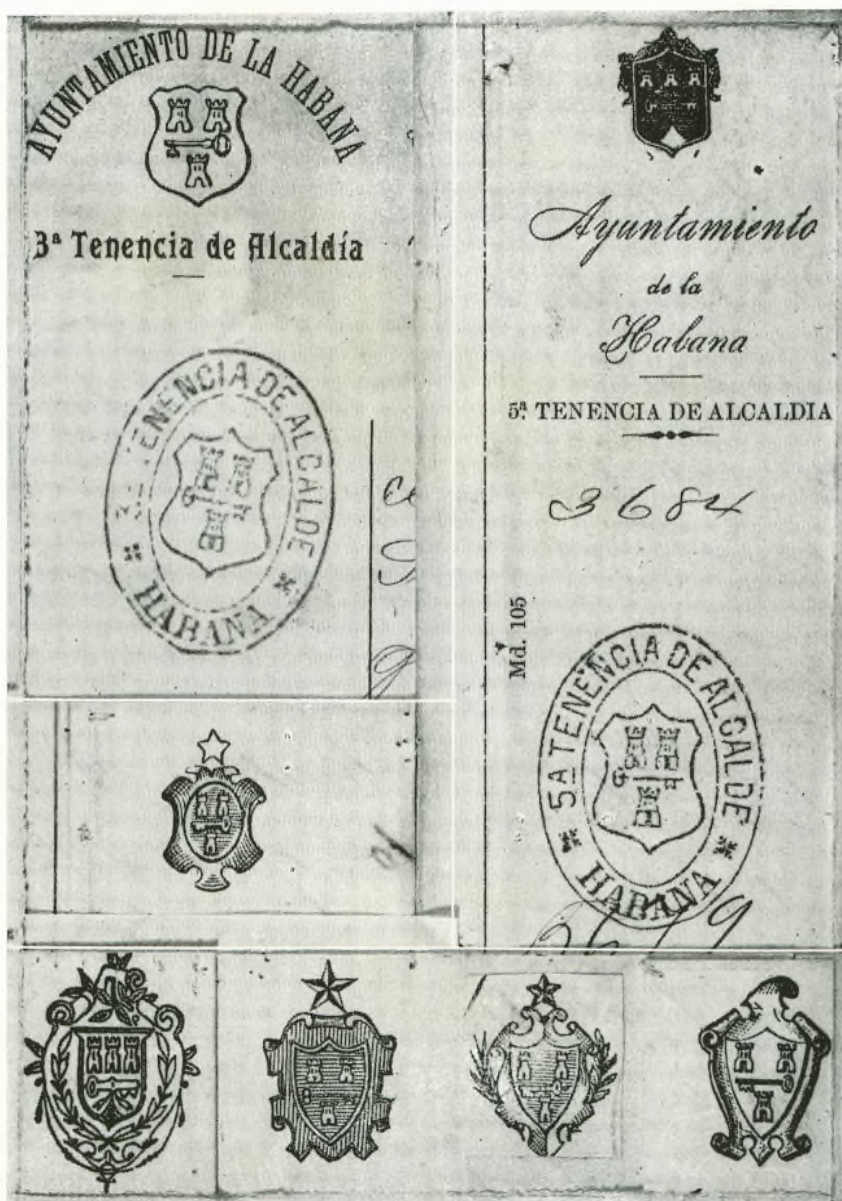 AYUNTAMIENTO DE LA HABANA
3ª Tenencia de Alcaldía
TENENCIA DE ALCALDE
HABANA
Ayuntamiento
de la
Habana
5ª TENENCIA DE ALCALDIA
3684
Md. 105
5ª TENENCIA DE ALCALDE
HABANA